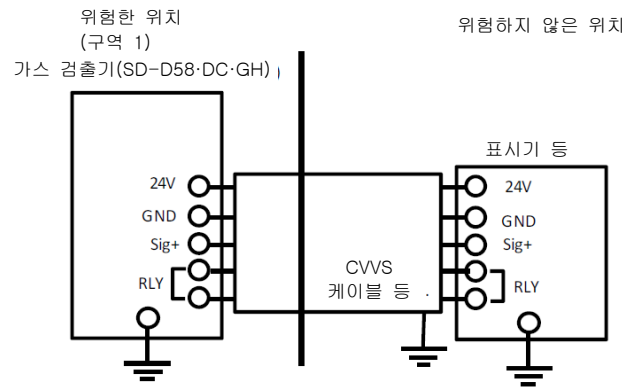 위험한 위치
(구역 1)
가스 검출기(SD-D58·DC·GH) )
위험하지 않은 위치
표시기 등
24V
GND
Sig+
RLY
CVVS
케이블 등 .
24V
GND
Sig+
RLY